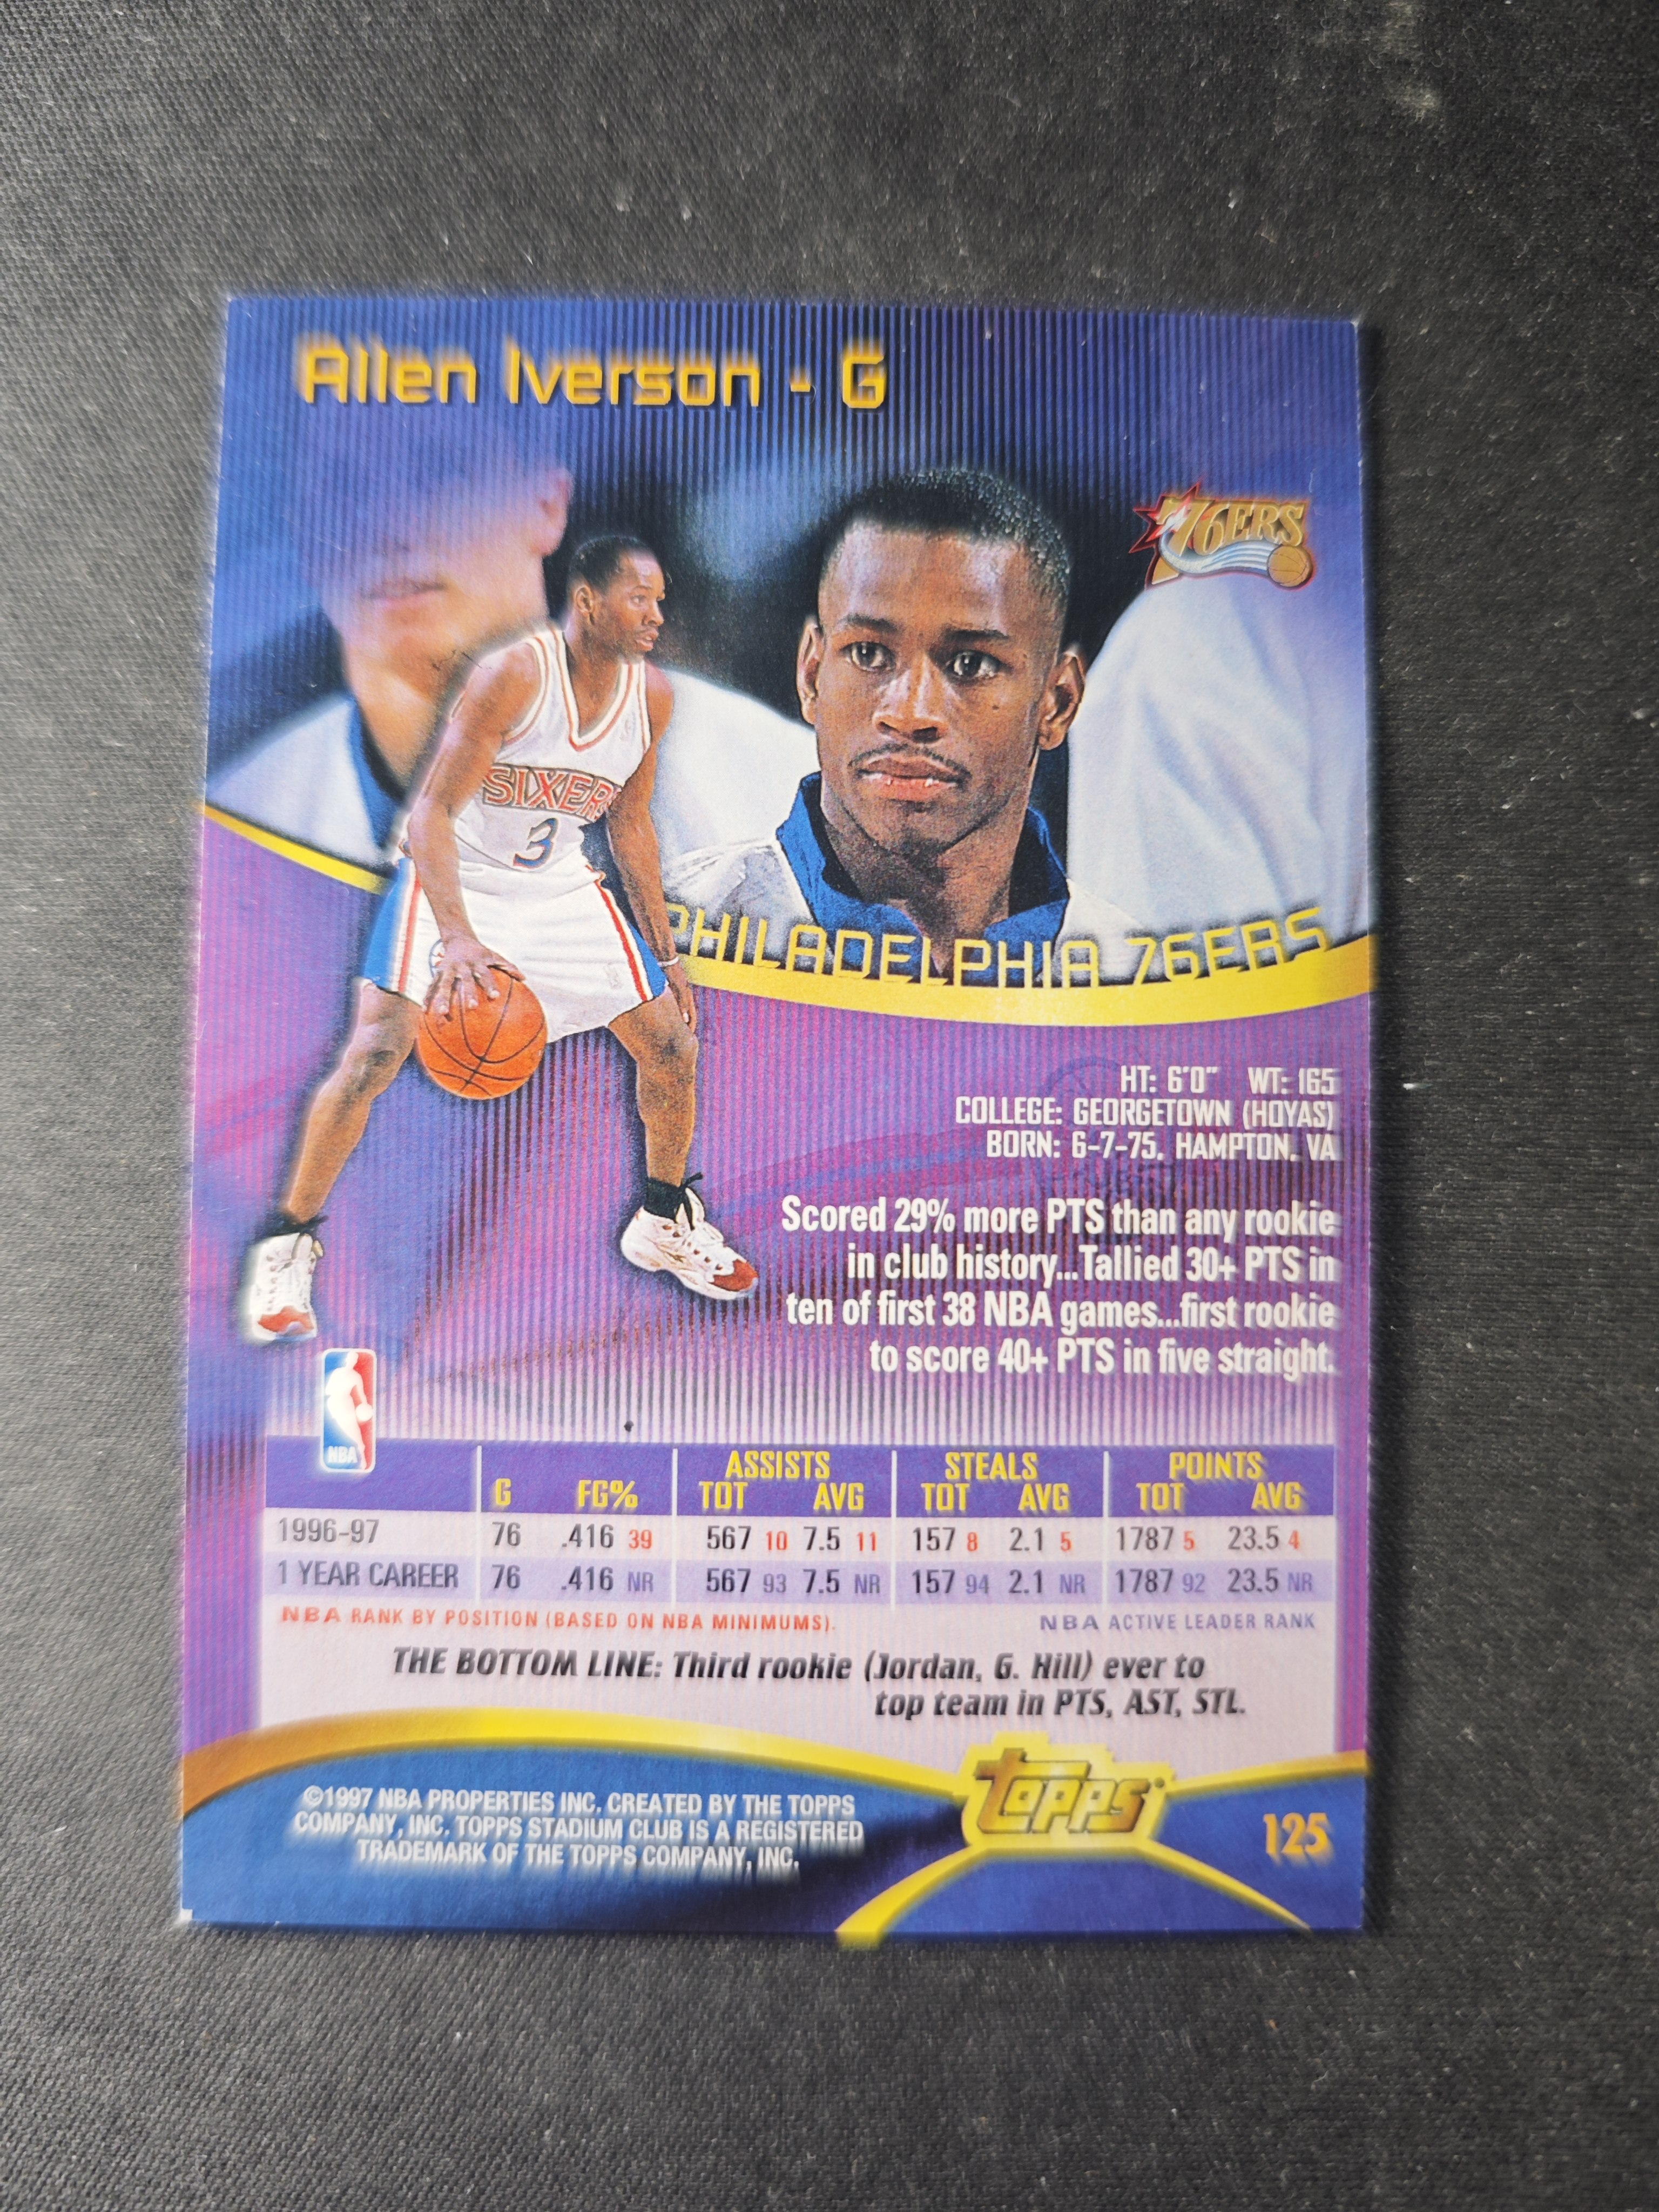 Allen Iverson - G
76ERS
SIXERS
3
PHILADELPHIA 76ERS
HT: 6'0" WT: 165
COLLEGE: GEORGETOWN (HOYAS)
BORN: 6-7-75, HAMPTON, VA
Scored 29% more PTS than any rookie
in club history...Tallied 30+ PTS in
ten of first 38 NBA games...first rookie
to score 40+ PTS in five straight.
NBA
ASSISTS STEALS POINTS
G FG% TOT AVG TOT AVG TOT AVG
1996-97 76 .416 39 567 10 7.5 11 157 8 2.1 5 1787 5 23.5 4
1 YEAR CAREER 76 .416 NR 567 93 7.5 NR 157 94 2.1 NR 1787 92 23.5 NR
NBA RANK BY POSITION (BASED ON NBA MINIMUMS). NBA ACTIVE LEADER RANK
THE BOTTOM LINE: Third rookie (Jordan, G. Hill) ever to
top team in PTS, AST, STL.
©1997 NBA PROPERTIES INC. CREATED BY THE TOPPS
COMPANY, INC. TOPPS STADIUM CLUB IS A REGISTERED
TRADEMARK OF THE TOPPS COMPANY, INC.
topps
125